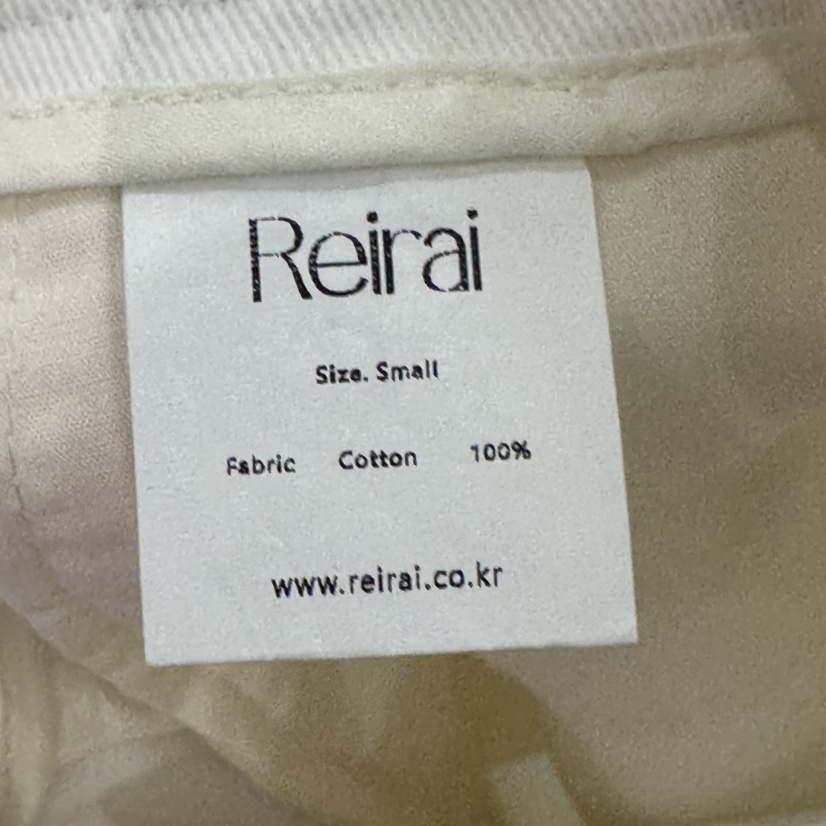 Reirai
Size. Small
Fabric Cotton 100%
www.reirai.co.kr